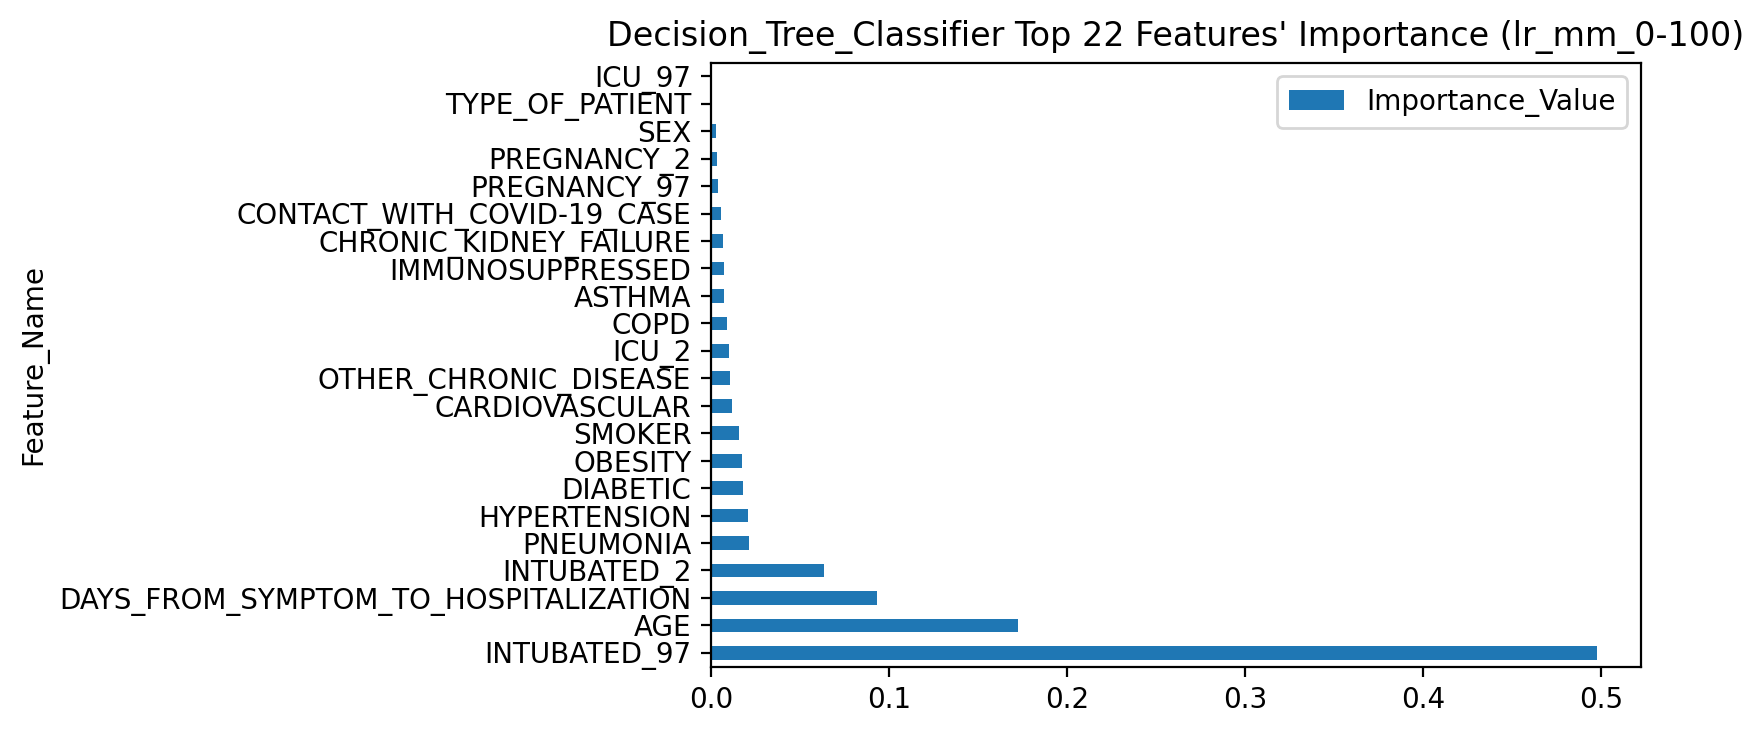 Decision_Tree_Classifier Top 22 Features' Importance (lr_mm_0-100)
Importance_Value
Feature_Name
ICU_97
TYPE_OF_PATIENT
SEX
PREGNANCY_2
PREGNANCY_97
CONTACT_WITH_COVID-19_CASE
CHRONIC_KIDNEY_FAILURE
IMMUNOSUPPRESSED
ASTHMA
COPD
ICU_2
OTHER_CHRONIC_DISEASE
CARDIOVASCULAR
SMOKER
OBESITY
DIABETIC
HYPERTENSION
PNEUMONIA
INTUBATED_2
DAYS_FROM_SYMPTOM_TO_HOSPITALIZATION
AGE
INTUBATED_97
0.0 0.1 0.2 0.3 0.4 0.5